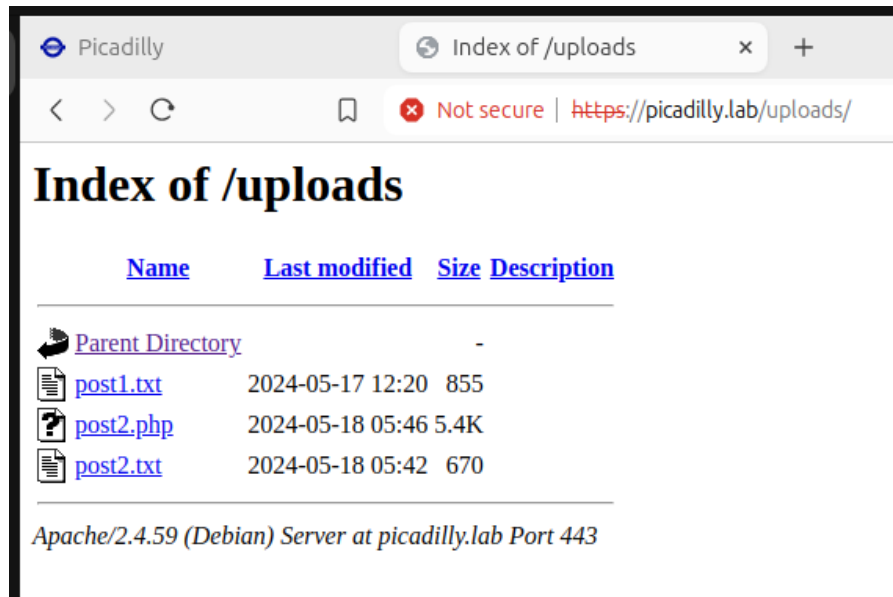 Picadilly
Index of /uploads
Not secure | https://picadilly.lab/uploads/
Index of /uploads
Name Last modified Size Description
Parent Directory -
post1.txt 2024-05-17 12:20 855
post2.php 2024-05-18 05:46 5.4K
post2.txt 2024-05-18 05:42 670
Apache/2.4.59 (Debian) Server at picadilly.lab Port 443